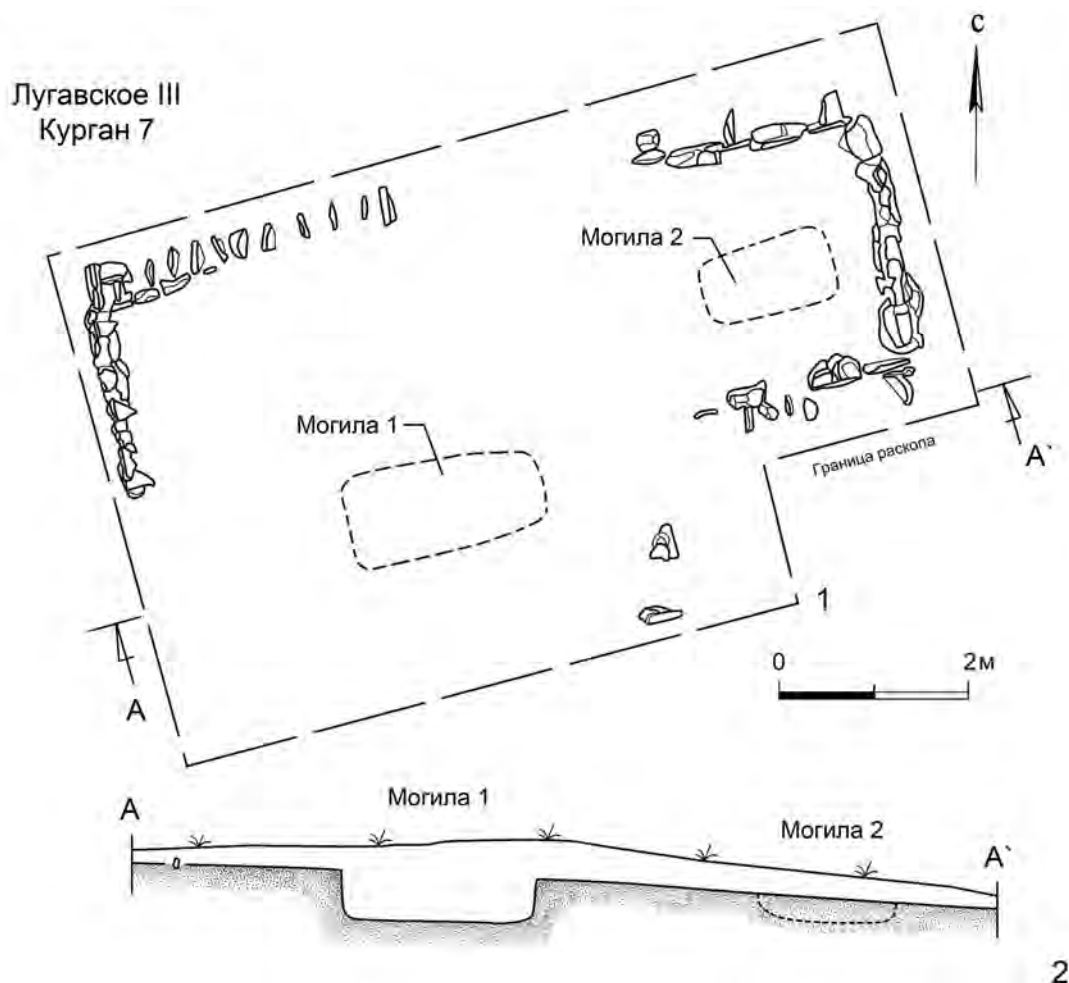 Лугавское III
Курган 7
С
Могила 2
Могила 1
Граница раскопа
А`
1
0 2м
А
Могила 1
А
Могила 2
А`
2